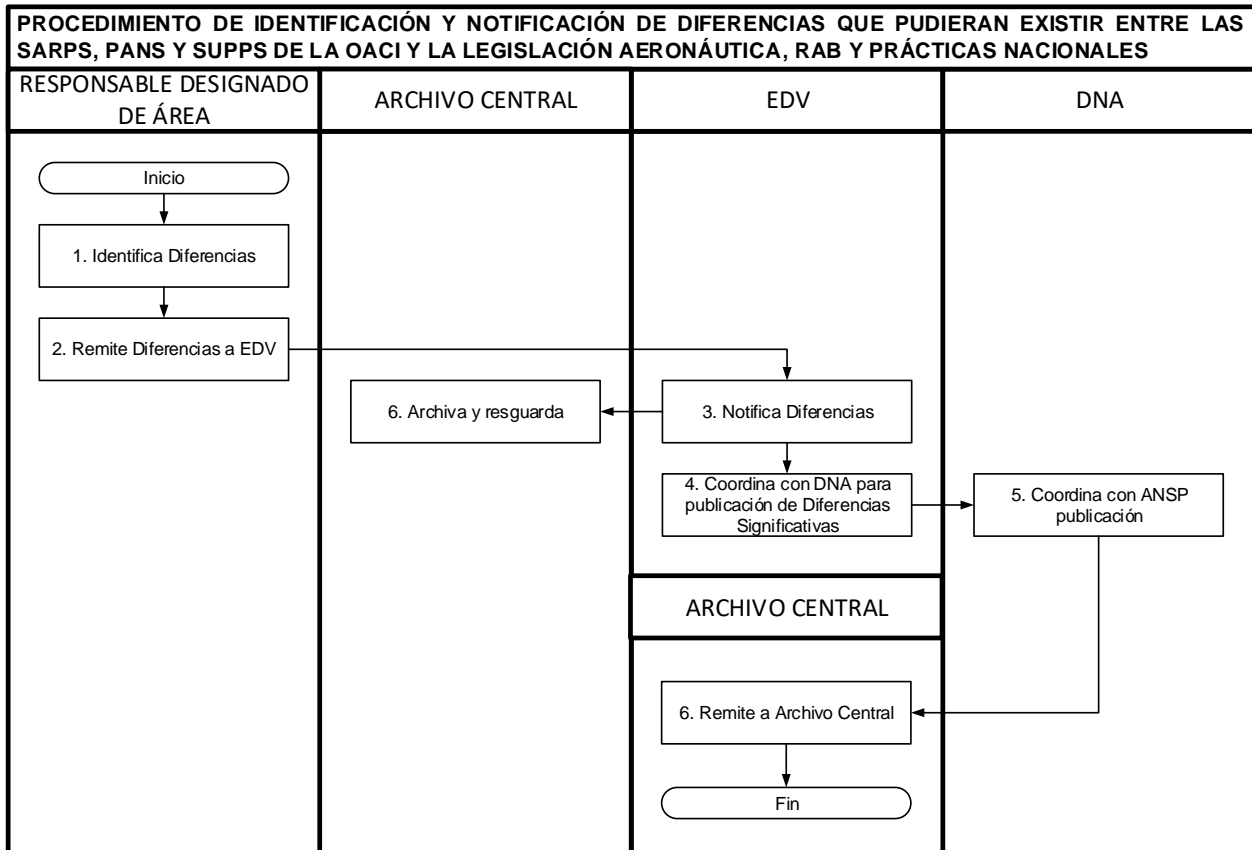 PROCEDIMIENTO DE IDENTIFICACIÓN Y NOTIFICACIÓN DE DIFERENCIAS QUE PUDIERAN EXISTIR ENTRE LAS
SARPS, PANS Y SUPPS DE LA OACI Y LA LEGISLACIÓN AERONÁUTICA, RAB Y PRÁCTICAS NACIONALES
RESPONSABLE DESIGNADO
DE ÁREA
ARCHIVO CENTRAL
EDV
DNA
Inicio
1. Identifica Diferencias
2. Remite Diferencias a EDV
6. Archiva y resguarda
3. Notifica Diferencias
4. Coordina con DNA para
publicación de Diferencias
Significativas
5. Coordina con ANSP
publicación
ARCHIVO CENTRAL
6. Remite a Archivo Central
Fin